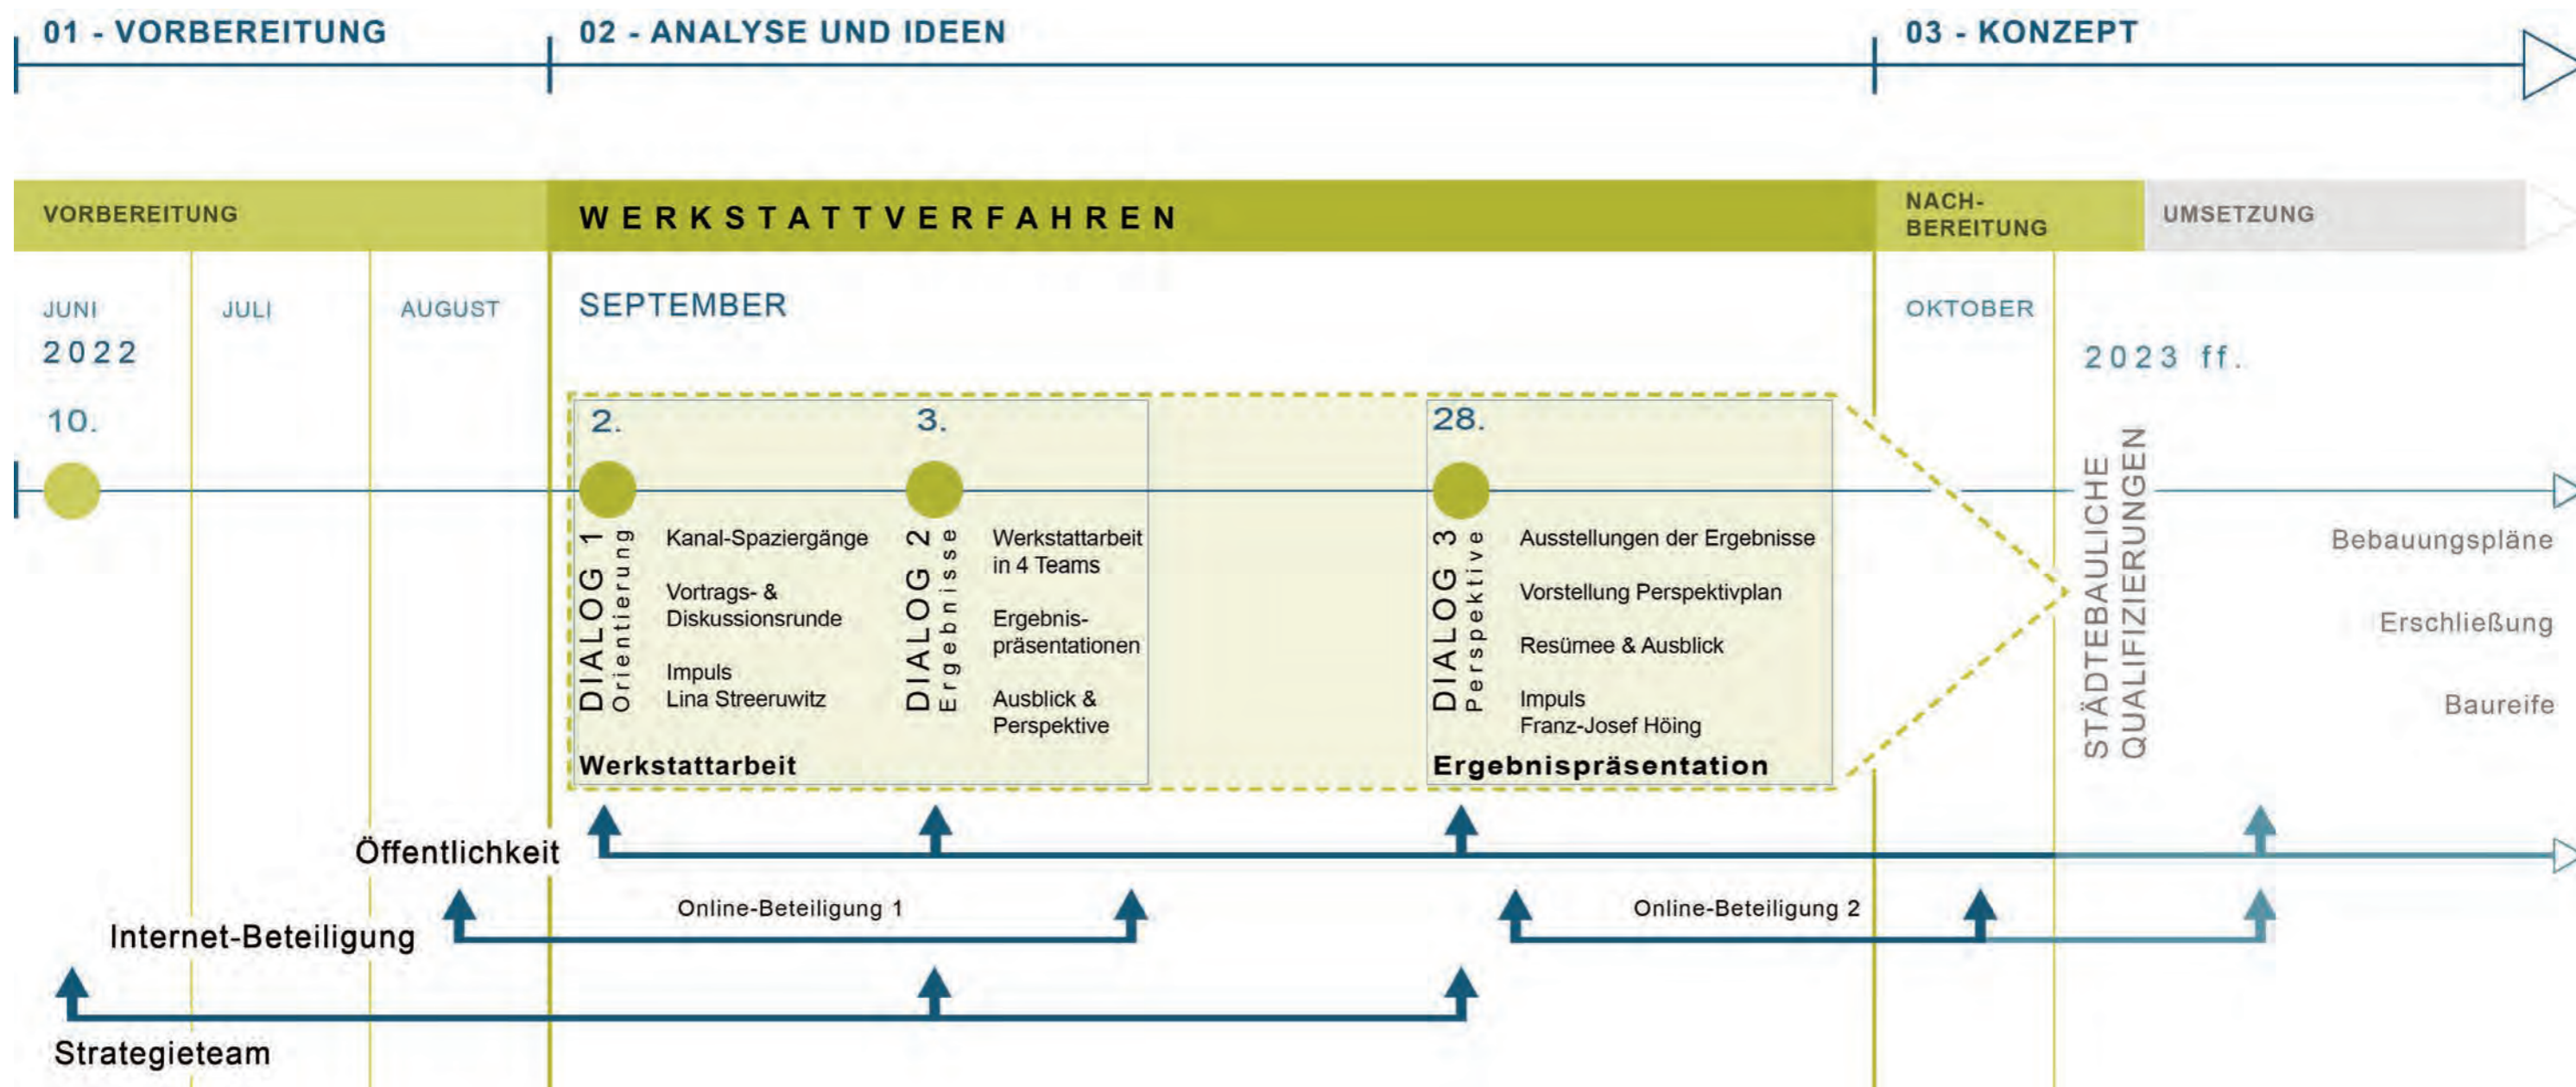 01 - VORBEREITUNG
02 - ANALYSE UND IDEEN
03 - KONZEPT
VORBEREITUNG
WERKSTATTVERFAHREN
NACH-
BEREITUNG
UMSETZUNG
JUNI
2022
JULI
AUGUST
SEPTEMBER
OKTOBER
2023 ff.
10.
2.
3.
28.
DIALOG 1
Orientierung
Kanal-Spaziergänge
Vortrags- &
Diskussionsrunde
Impuls
Lina Streeruwitz
DIALOG 2
Ergebnisse
Werkstattarbeit
in 4 Teams
Ergebnis-
präsentationen
Ausblick &
Perspektive
Werkstattarbeit
DIALOG 3
Perspektive
Ausstellungen der Ergebnisse
Vorstellung Perspektivplan
Resümee & Ausblick
Impuls
Franz-Josef Höing
Ergebnispräsentation
STÄDTEBAULICHE
QUALIFIZIERUNGEN
Bebauungspläne
Erschließung
Baureife
Öffentlichkeit
Online-Beteiligung 1
Online-Beteiligung 2
Internet-Beteiligung
Strategieteam